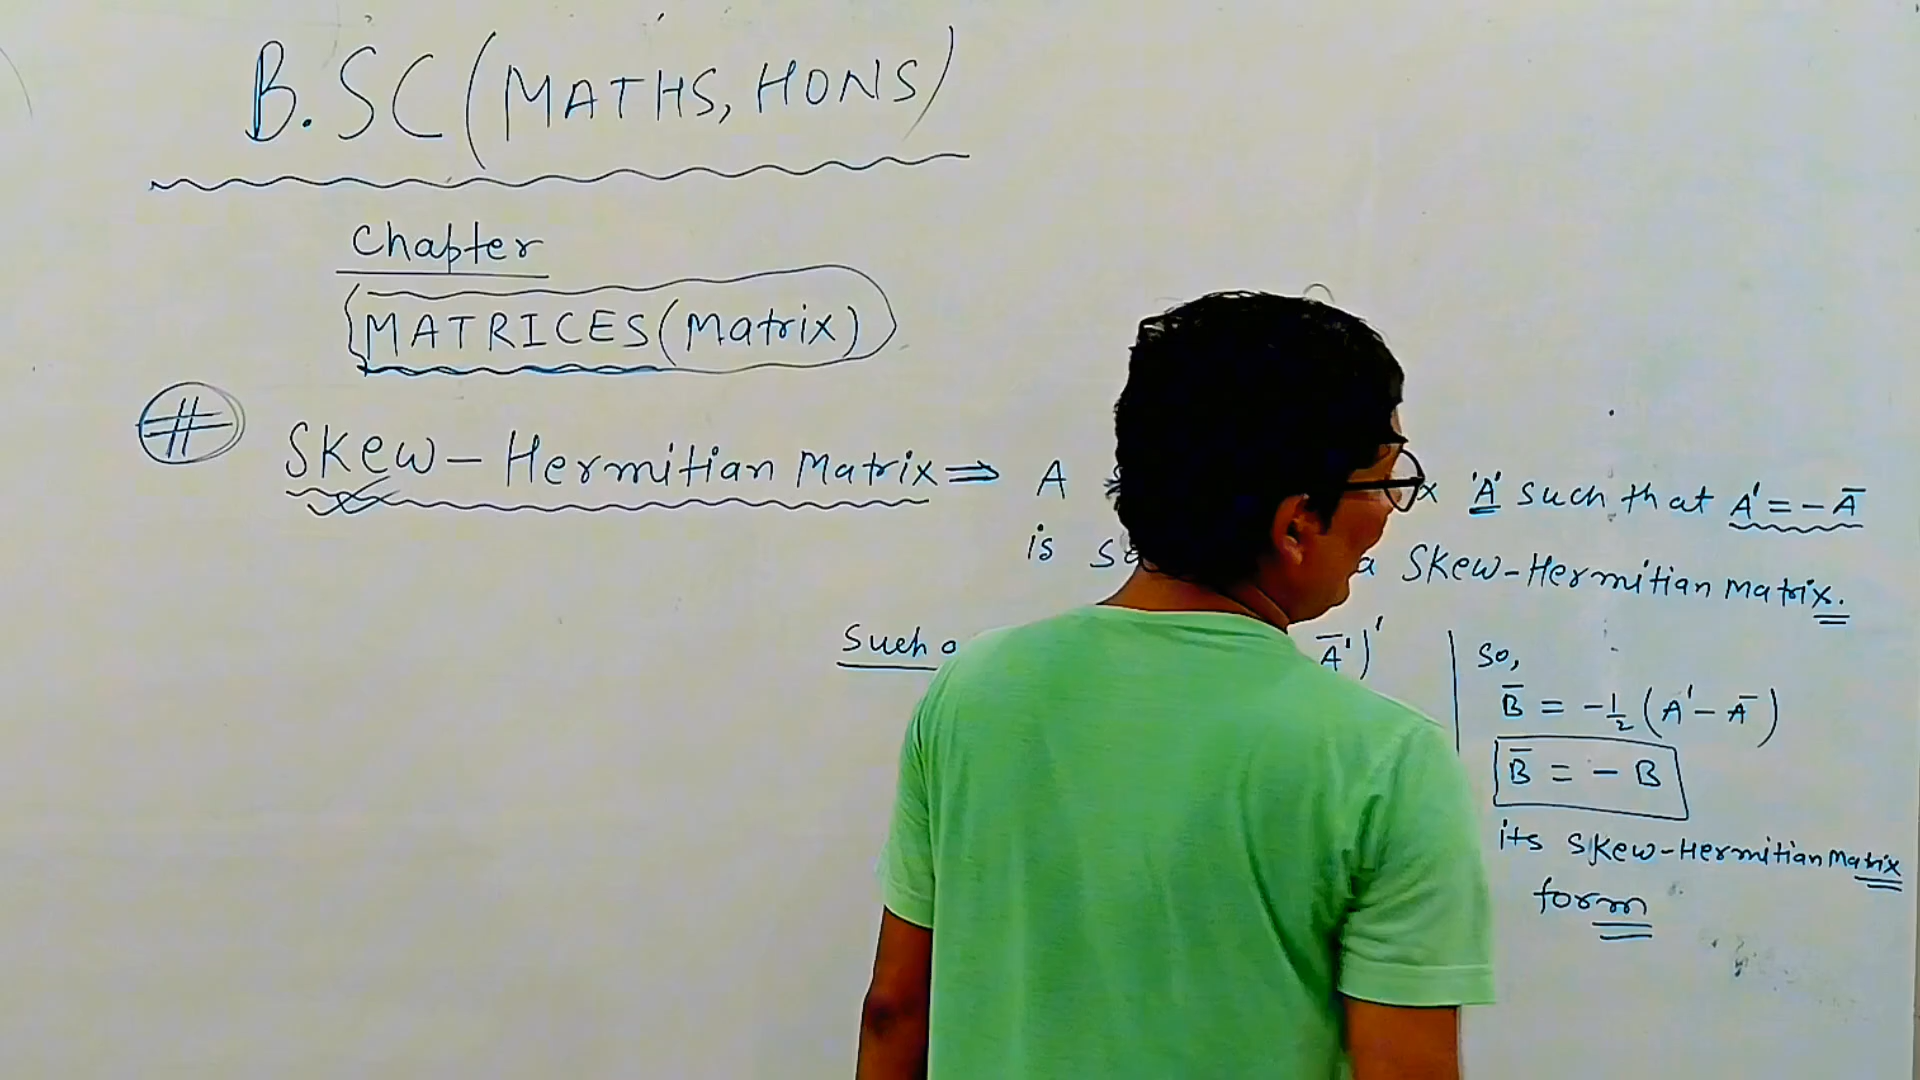 B.SC (MATHS, HONS)
Chapter
MATRICES (Matrix)
# Skew-Hermitian Matrix ⇒ A 'A' such that A' = -Ā
is a Skew-Hermitian matrix.
Such Ā')'
So,
B̄ = -½ (A' - Ā)
B̄ = - B
its Skew-Hermitian Matrix
form